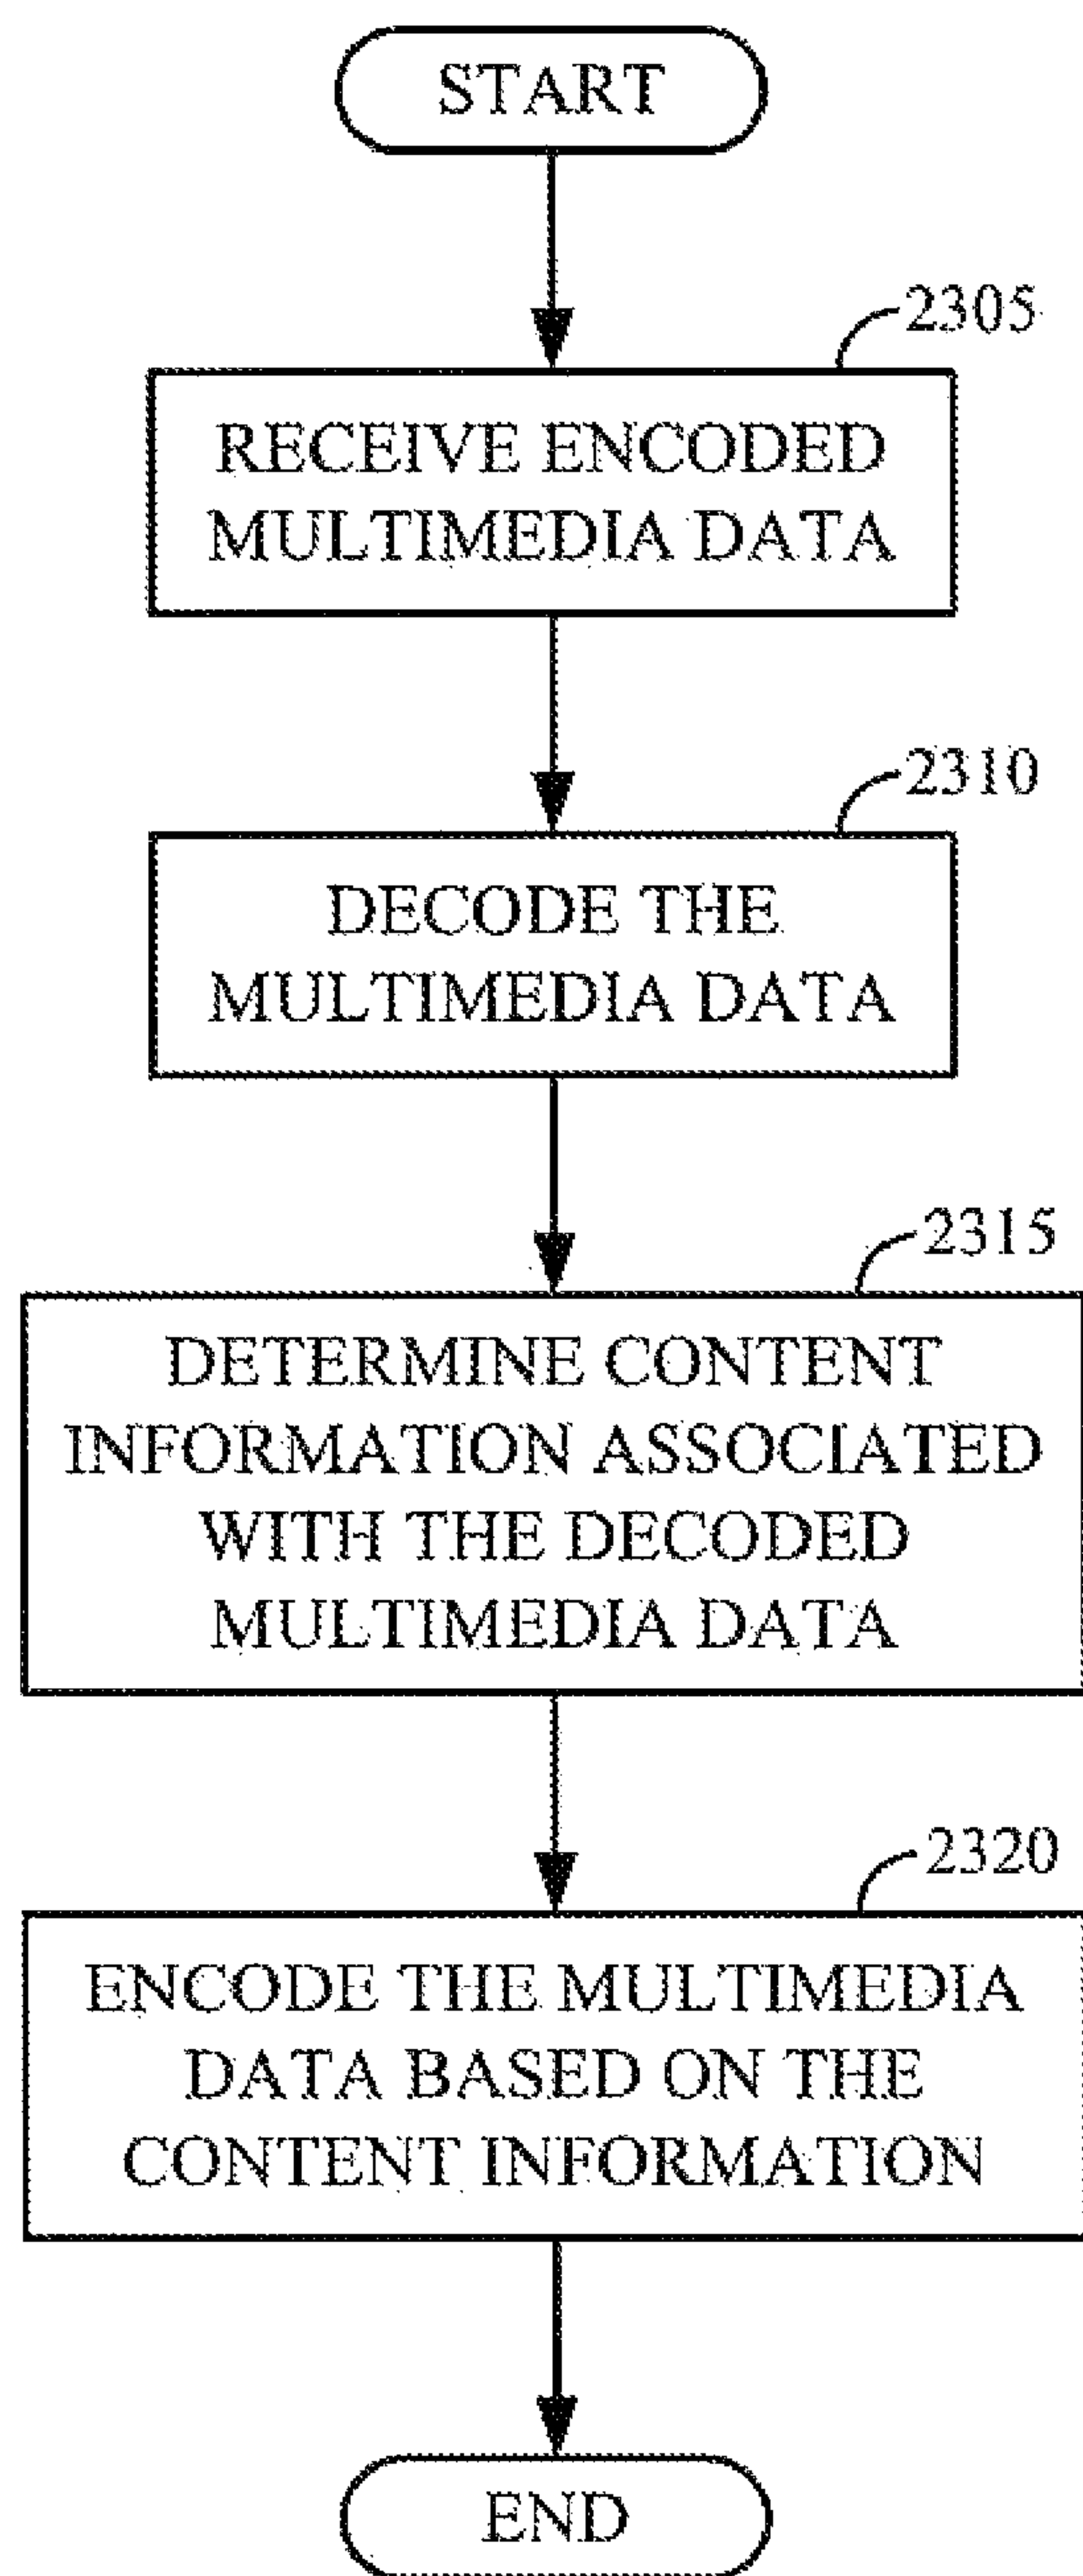 START
2305
RECEIVE ENCODED
MULTIMEDIA DATA
2310
DECODE THE
MULTIMEDIA DATA
2315
DETERMINE CONTENT
INFORMATION ASSOCIATED
WITH THE DECODED
MULTIMEDIA DATA
2320
ENCODE THE MULTIMEDIA
DATA BASED ON THE
CONTENT INFORMATION
END